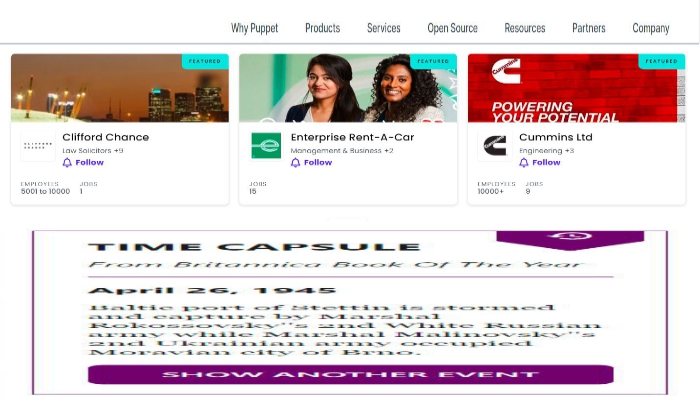 Why Puppet Products Services Open Source Resources Partners Company
FEATURED FEATURED FEATURED
Cummins
POWERING
YOUR POTENTIAL
Clifford Chance Enterprise Rent-A-Car Cummins Ltd
Law Solicitors +9 Management & Business +2 Engineering +3
Follow Follow Follow
EMPLOYEES JOBS JOBS EMPLOYEES JOBS
5001 to 10000 1 15 10000+ 9
TIME CAPSULE
From Britannica Book Of The Year
April 26, 1945
Baltic port of Stettin is stormed
and capture by Marshal
Rokossovsky"s 2nd White Russian
army while Marshal Malinovsky"s
2nd Ukrainian army occupied
Moravian city of Brno.
SHOW ANOTHER EVENT